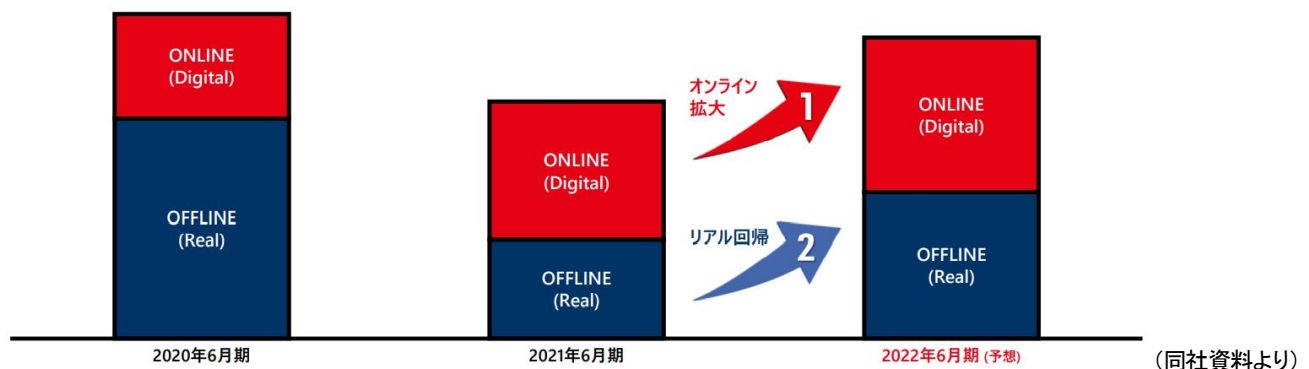 ONLINE
(Digital)
OFFLINE
(Real)
2020年6月期
ONLINE
(Digital)
OFFLINE
(Real)
2021年6月期
オンライン
拡大
1
リアル回帰
2
ONLINE
(Digital)
OFFLINE
(Real)
2022年6月期 (予想)
(同社資料より)